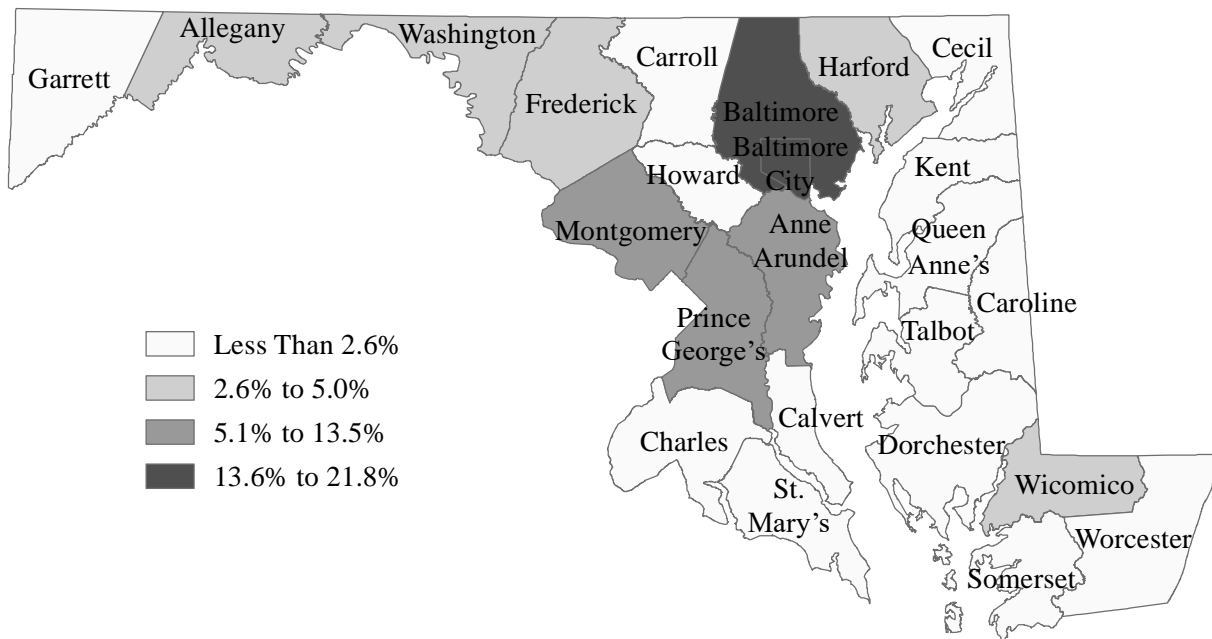 Allegany
Washington
Garrett
Carroll
Harford
Cecil
Frederick
Baltimore
Baltimore
City
Howard
Kent
Montgomery
Anne
Arundel
Queen
Anne’s
Caroline
Talbot
Prince
George’s
Less Than 2.6%
2.6% to 5.0%
5.1% to 13.5%
13.6% to 21.8%
Calvert
Charles
Dorchester
St.
Mary’s
Wicomico
Worcester
Somerset